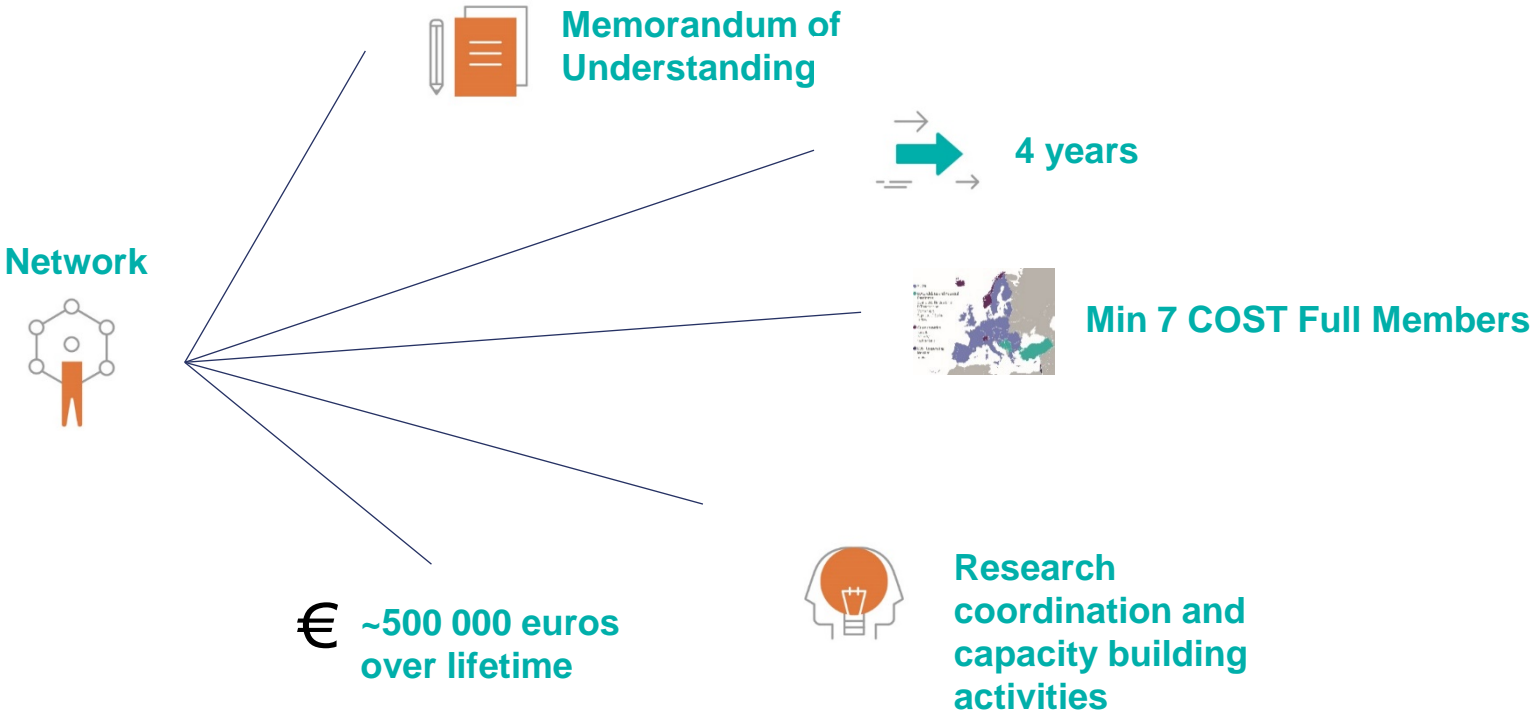 Memorandum of
Understanding
4 years
Network
Min 7 COST Full Members
Research
coordination and
capacity building
activities
€ ~500 000 euros
over lifetime